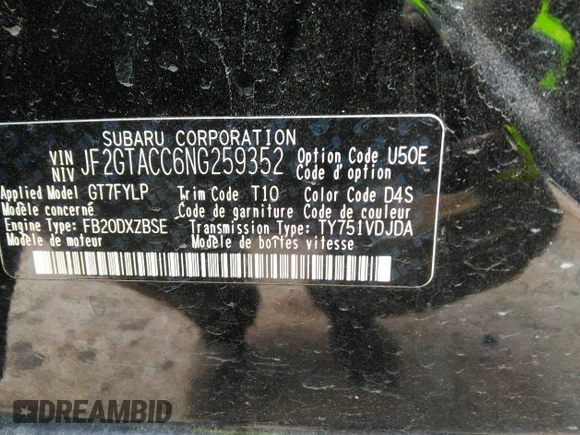 SUBARU CORPORATION
VIN NIV JF2GTACC6NG259352 Option Code U50E
Code d'option
Applied Model GT7FYLP Trim Code T10 Color Code D4S
Modèle concerné Code de garniture Code de couleur
Engine Type: FB20DXZBSE Transmission Type: TY751VDJDA
Modèle de moteur Modèle de boîtes vitesse
DREAMBID